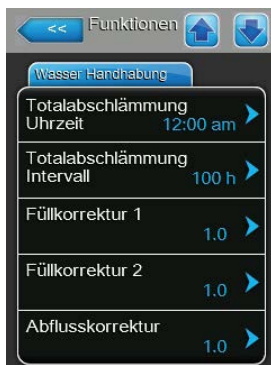 << Funktionen
Wasser Handhabung
Totalabschlämmung
Uhrzeit 12:00 am
Totalabschlämmung
Intervall 100 h
Füllkorrektur 1
1.0
Füllkorrektur 2
1.0
Abflusskorrektur
1.0